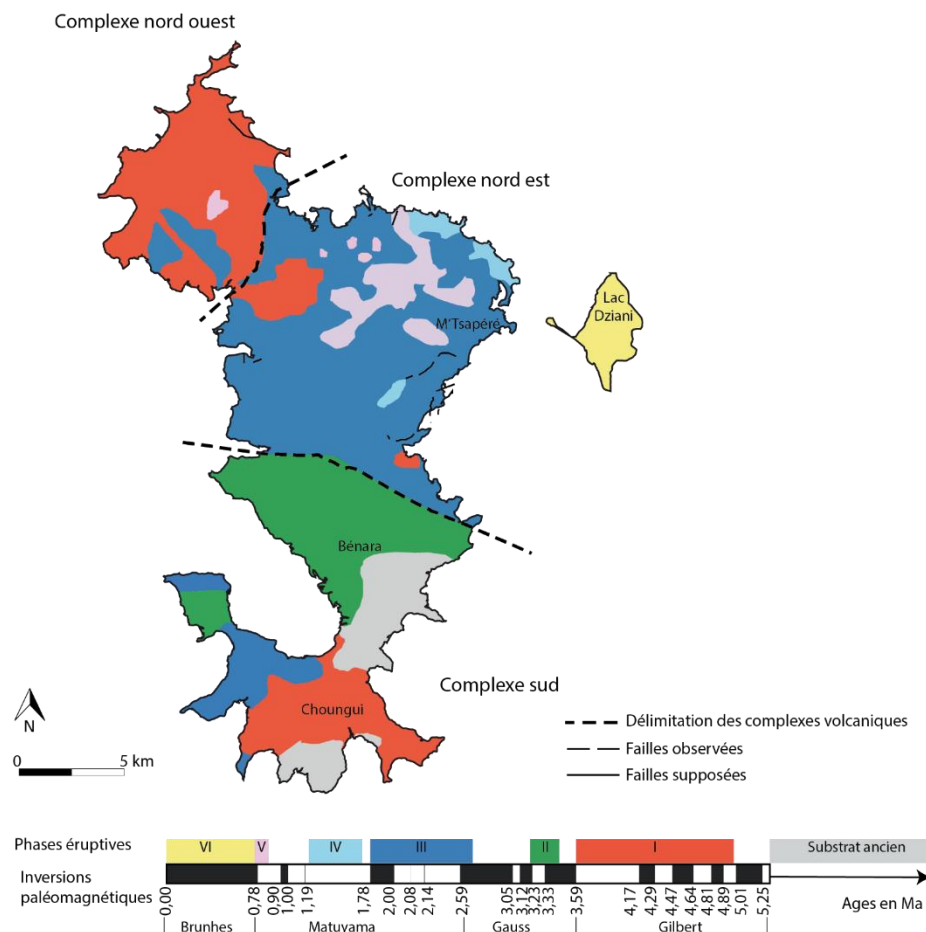 Complexe nord ouest
Complexe nord est
Lac
Dziani
M'Tsapéré
Bénara
Complexe sud
Choungui
N
0 5 km
Délimitation des complexes volcaniques
Failles observées
Failles supposées
Phases éruptives VI V IV III II I Substrat ancien
Inversions
paléomagnétiques
0,00 0,78 0,90 1,00 1,19 1,78 2,00 2,08 2,14 2,59 3,05 3,12 3,23 3,33 3,59 4,17 4,29 4,47 4,64 4,81 4,89 5,01 5,25
Ages en Ma
Brunhes Matuyama Gauss Gilbert